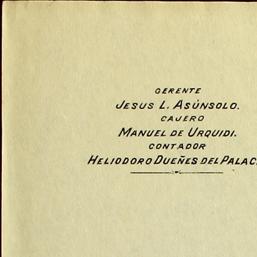 GERENTE
JESUS L. ASÚNSOLO.
CAJERO
MANUEL DE URQUIDI.
CONTADOR
HELIODORO DUEÑES DEL PALAC